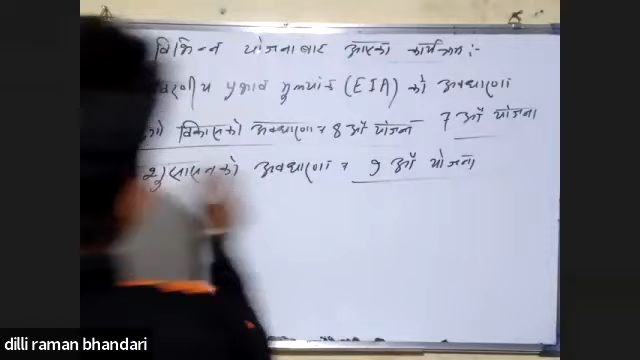 विभिन्न योजनाबाट आएका कार्यक्रम :-
वरणीय प्रभाव मुल्यांकन (EIA) को अवधारणा
7 औं योजना
विकासको अवधारणा - 8 औं योजना
सुसासनको अवधारणा - 9 औं योजना
dilli raman bhandari